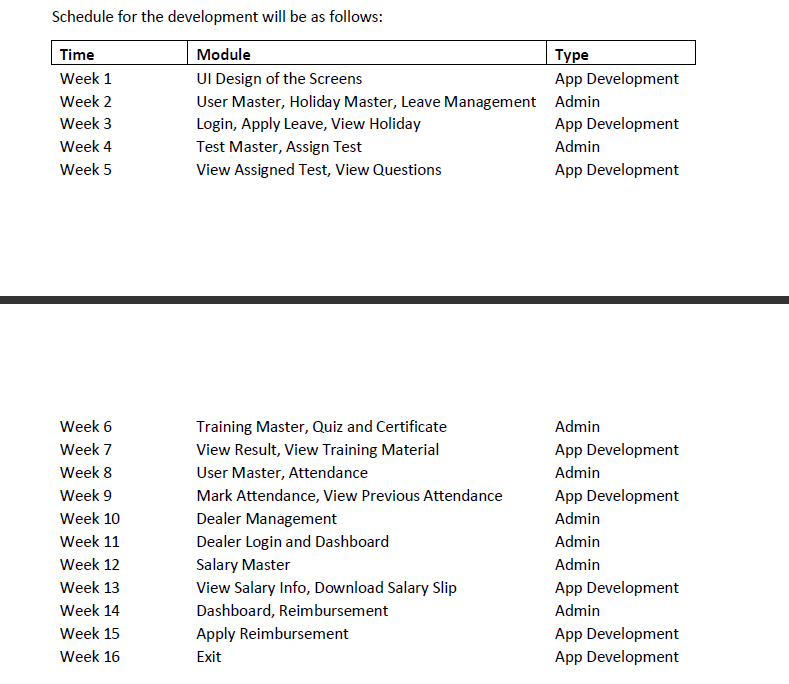 Schedule for the development will be as follows:
Time Module Type
Week 1 UI Design of the Screens App Development
Week 2 User Master, Holiday Master, Leave Management Admin
Week 3 Login, Apply Leave, View Holiday App Development
Week 4 Test Master, Assign Test Admin
Week 5 View Assigned Test, View Questions App Development
Week 6 Training Master, Quiz and Certificate Admin
Week 7 View Result, View Training Material App Development
Week 8 User Master, Attendance Admin
Week 9 Mark Attendance, View Previous Attendance App Development
Week 10 Dealer Management Admin
Week 11 Dealer Login and Dashboard Admin
Week 12 Salary Master Admin
Week 13 View Salary Info, Download Salary Slip App Development
Week 14 Dashboard, Reimbursement Admin
Week 15 Apply Reimbursement App Development
Week 16 Exit App Development